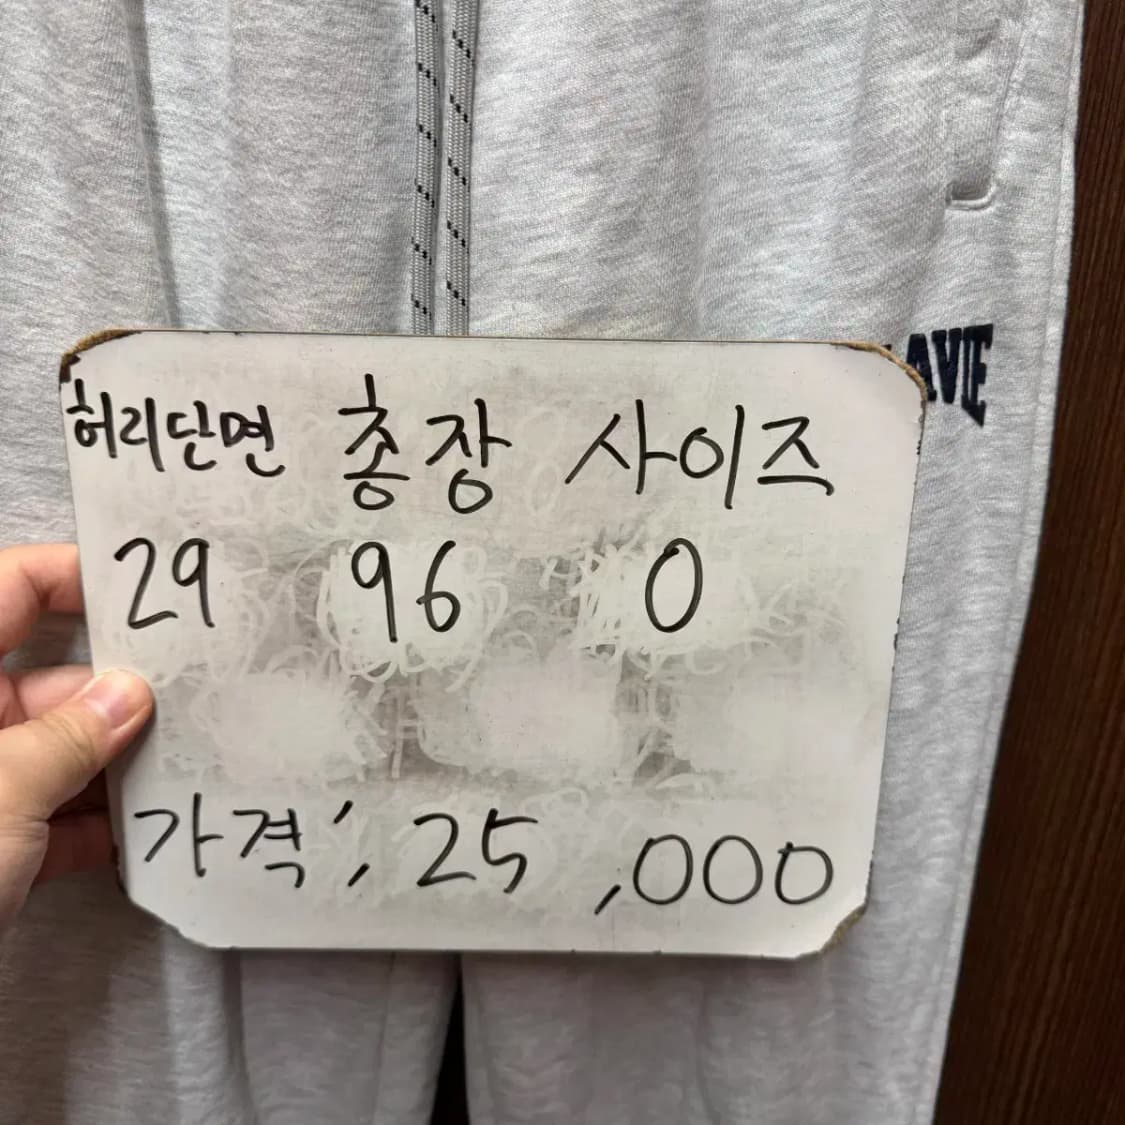 허리단면 총장 사이즈
29 96 0
가격; 25,000